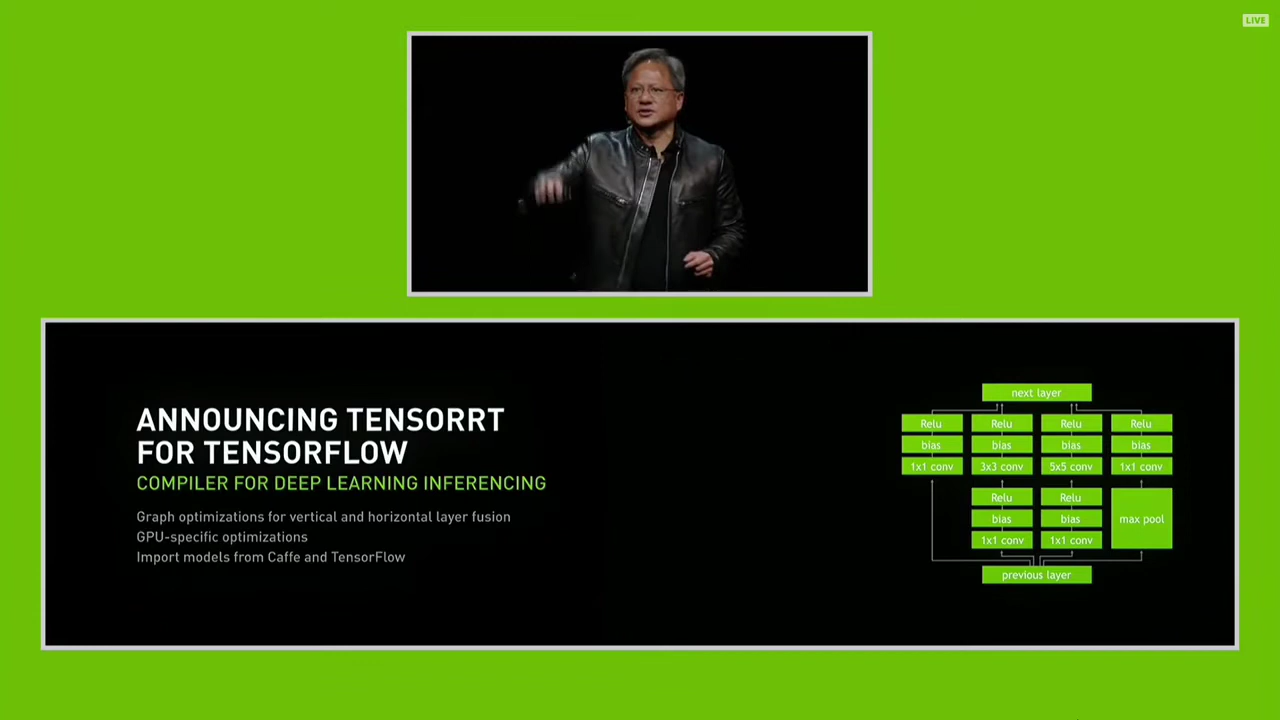 LIVE
ANNOUNCING TENSORRT
FOR TENSORFLOW
COMPILER FOR DEEP LEARNING INFERENCING
Graph optimizations for vertical and horizontal layer fusion
GPU-specific optimizations
Import models from Caffe and TensorFlow
next layer
Relu Relu Relu Relu
bias bias bias bias
1x1 conv 3x3 conv 5x5 conv 1x1 conv
Relu Relu
bias bias max pool
1x1 conv 1x1 conv
previous layer